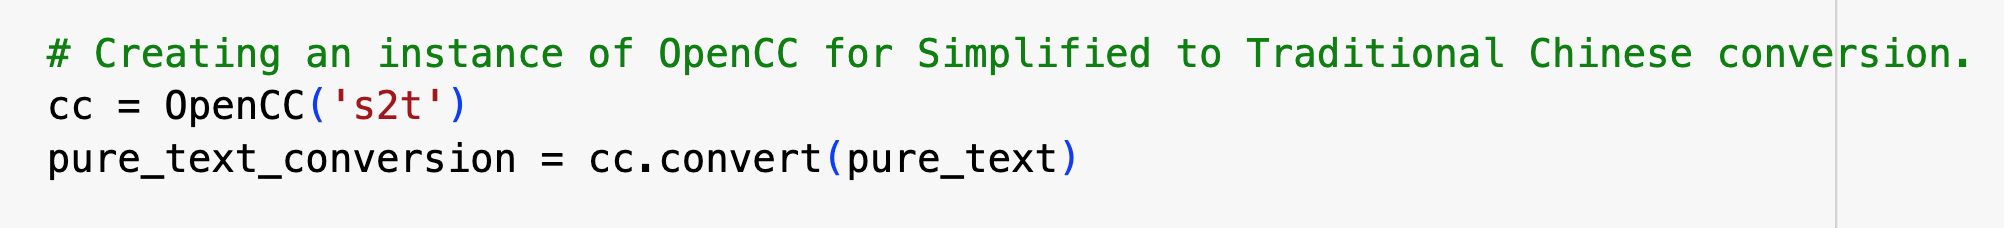 # Creating an instance of OpenCC for Simplified to Traditional Chinese conversion.
cc = OpenCC('s2t')
pure_text_conversion = cc.convert(pure_text)